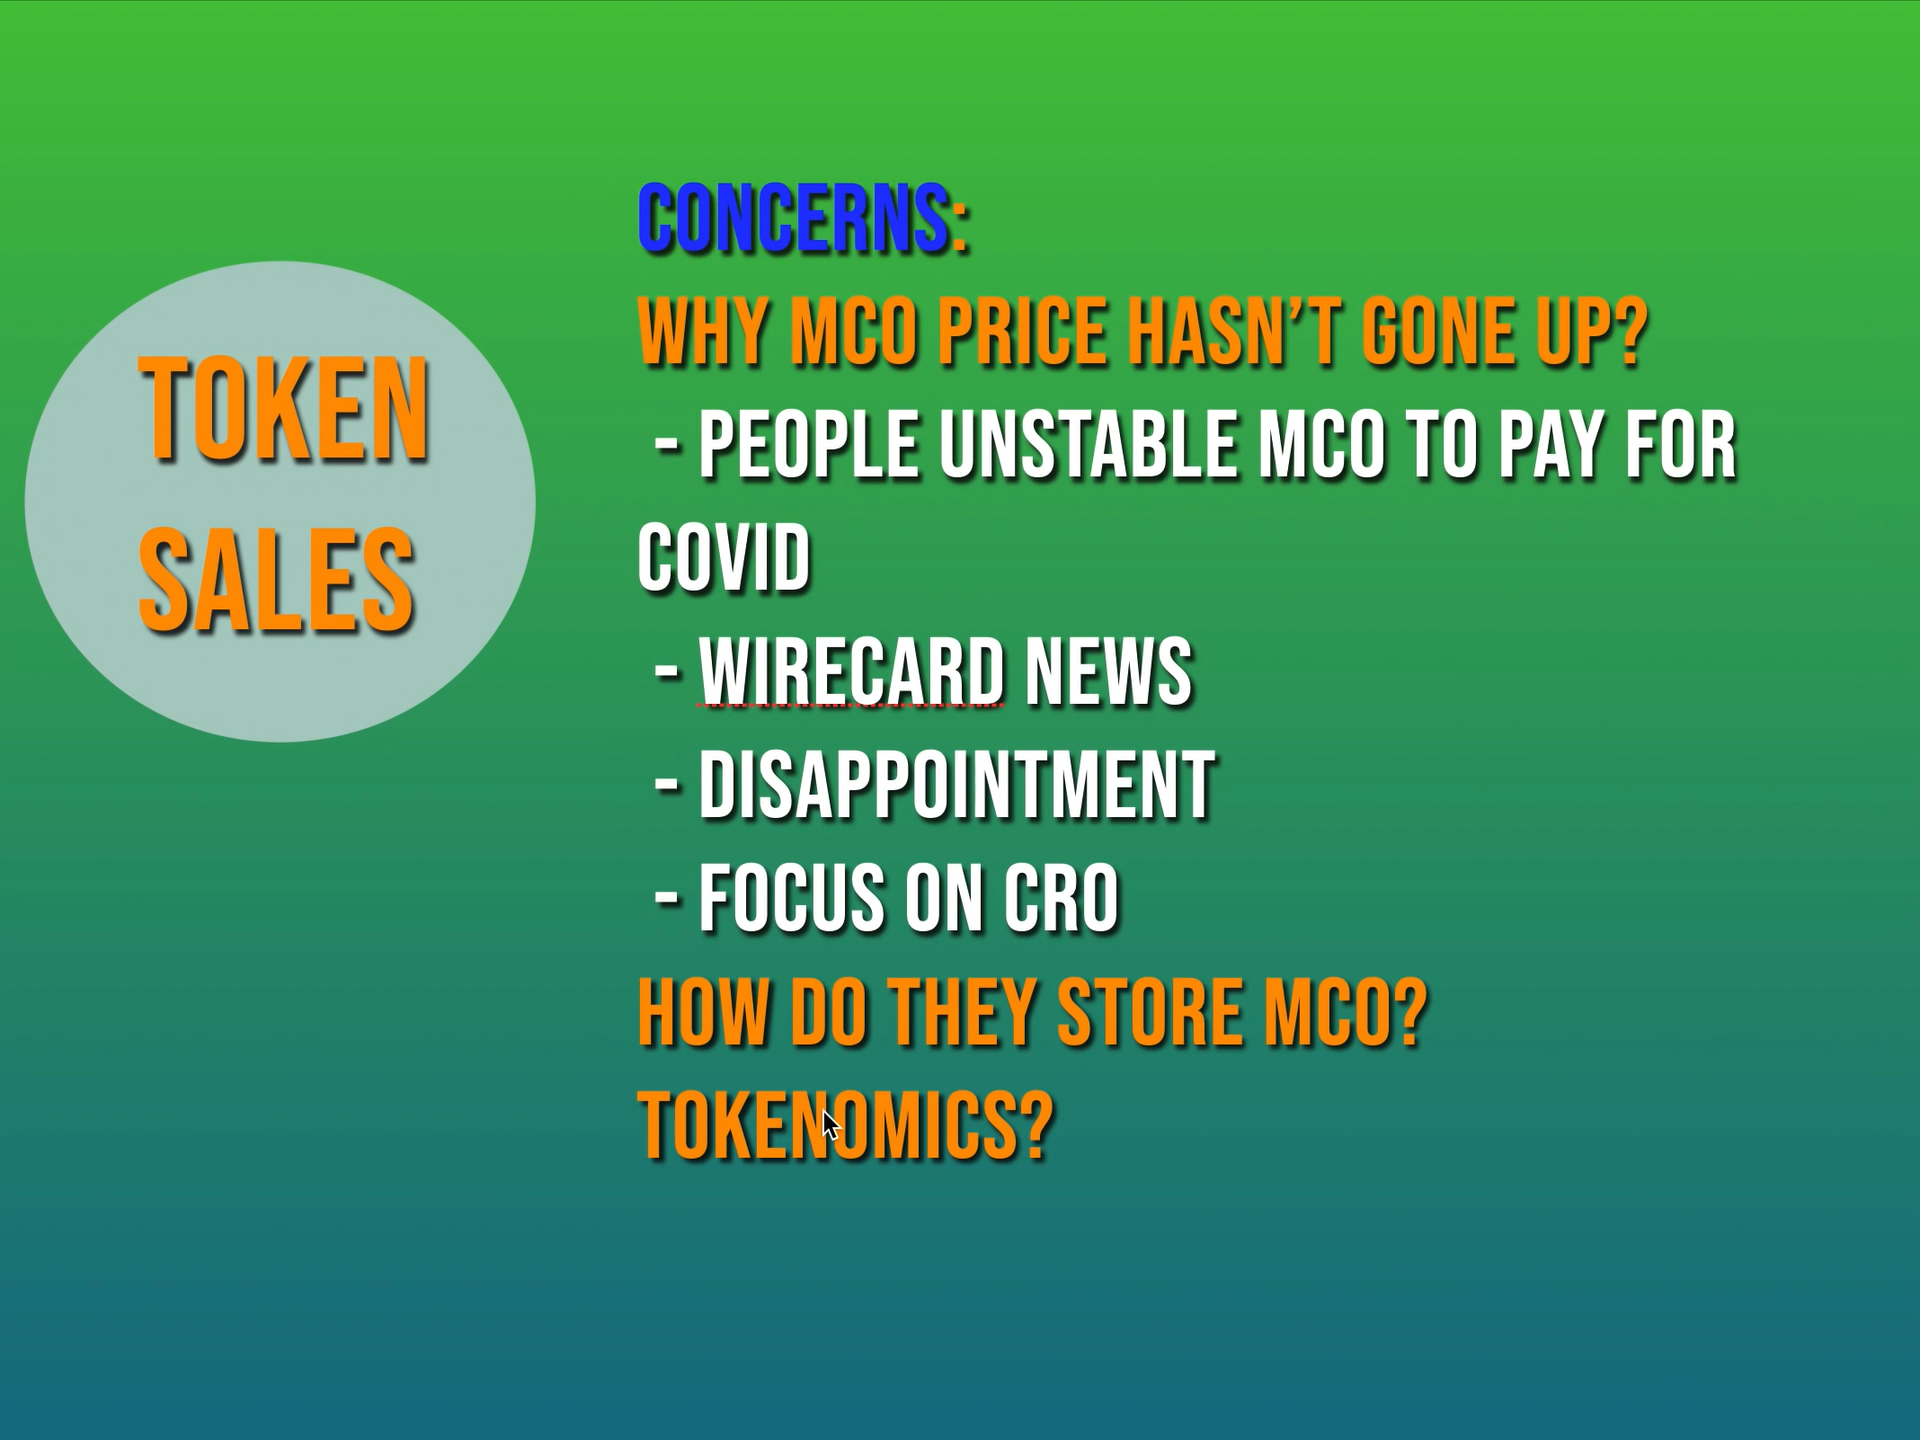 TOKEN
SALES
CONCERNS:
WHY MCO PRICE HASN’T GONE UP?
- PEOPLE UNSTABLE MCO TO PAY FOR
COVID
- WIRECARD NEWS
- DISAPPOINTMENT
- FOCUS ON CRO
HOW DO THEY STORE MCO?
TOKENOMICS?